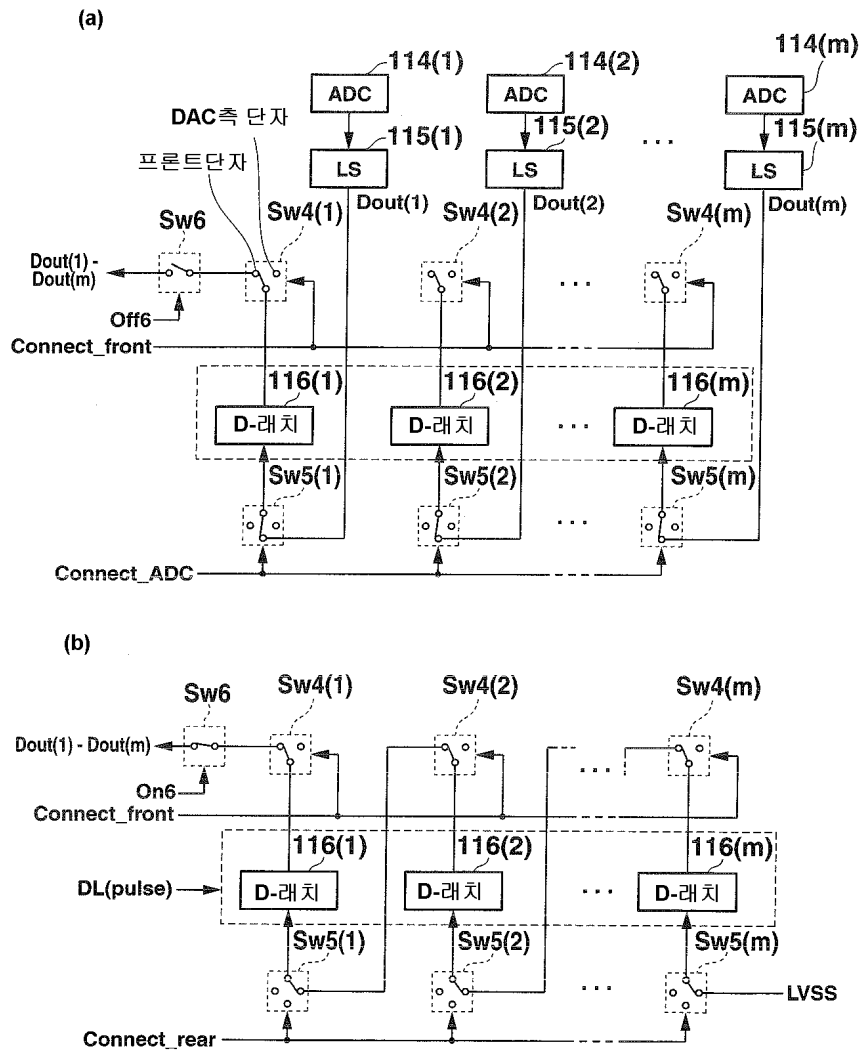 (a)
114(1)
114(2)
114(m)
ADC
ADC
ADC
DAC측 단자
115(1)
115(2)
115(m)
프론트단자
LS
LS
LS
...
Dout(1)
Dout(2)
Dout(m)
Sw6
Sw4(1)
Sw4(2)
Sw4(m)
Dout(1) -
Dout(m)
...
Off6
Connect_front
116(1)
116(2)
116(m)
D-래치
D-래치
...
D-래치
Sw5(1)
Sw5(2)
Sw5(m)
...
Connect_ADC
(b)
Sw6
Sw4(1)
Sw4(2)
Sw4(m)
Dout(1) - Dout(m)
...
On6
Connect_front
116(1)
116(2)
116(m)
DL(pulse)
D-래치
D-래치
...
D-래치
Sw5(1)
Sw5(2)
Sw5(m)
...
LVSS
Connect_rear